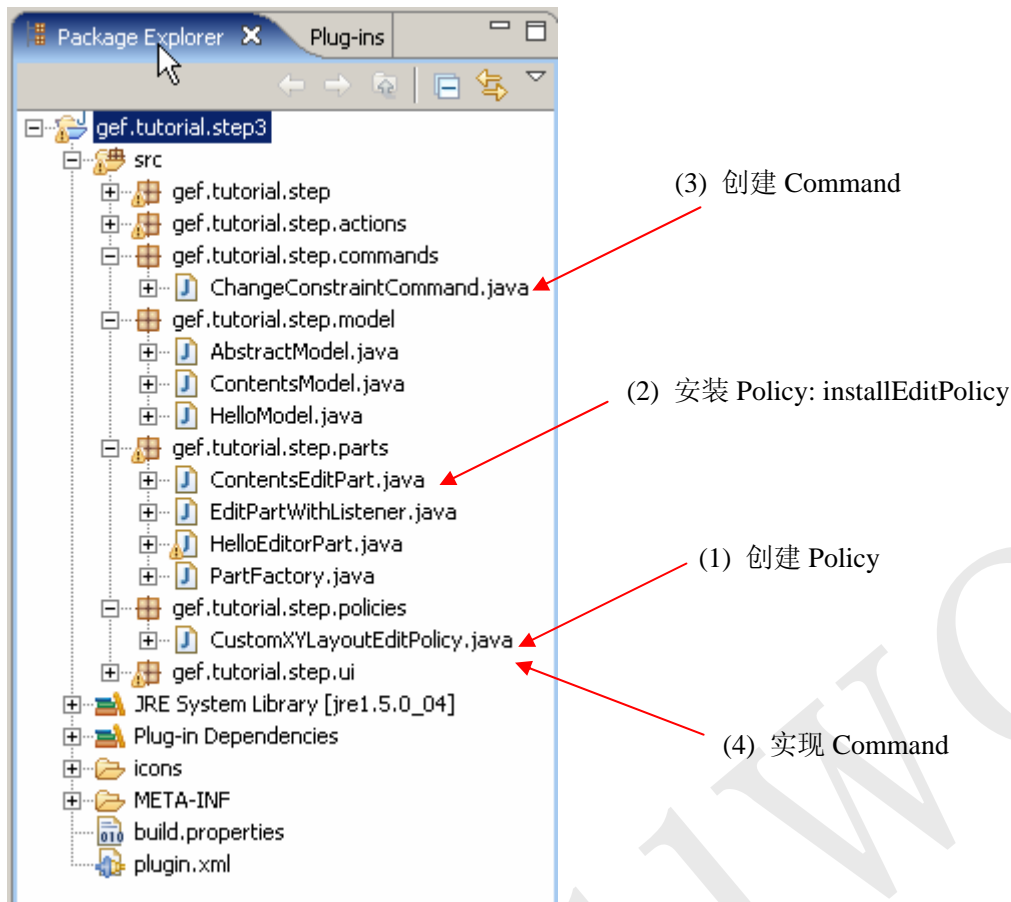 Package Explorer Plug-ins
gef.tutorial.step3
src
gef.tutorial.step
gef.tutorial.step.actions
gef.tutorial.step.commands
ChangeConstraintCommand.java
gef.tutorial.step.model
AbstractModel.java
ContentsModel.java
HelloModel.java
gef.tutorial.step.parts
ContentsEditPart.java
EditPartWithListener.java
HelloEditorPart.java
PartFactory.java
gef.tutorial.step.policies
CustomXYLayoutEditPolicy.java
gef.tutorial.step.ui
JRE System Library [jre1.5.0_04]
Plug-in Dependencies
icons
META-INF
build.properties
plugin.xml
(3) 创建 Command
(2) 安装 Policy: installEditPolicy
(1) 创建 Policy
(4) 实现 Command